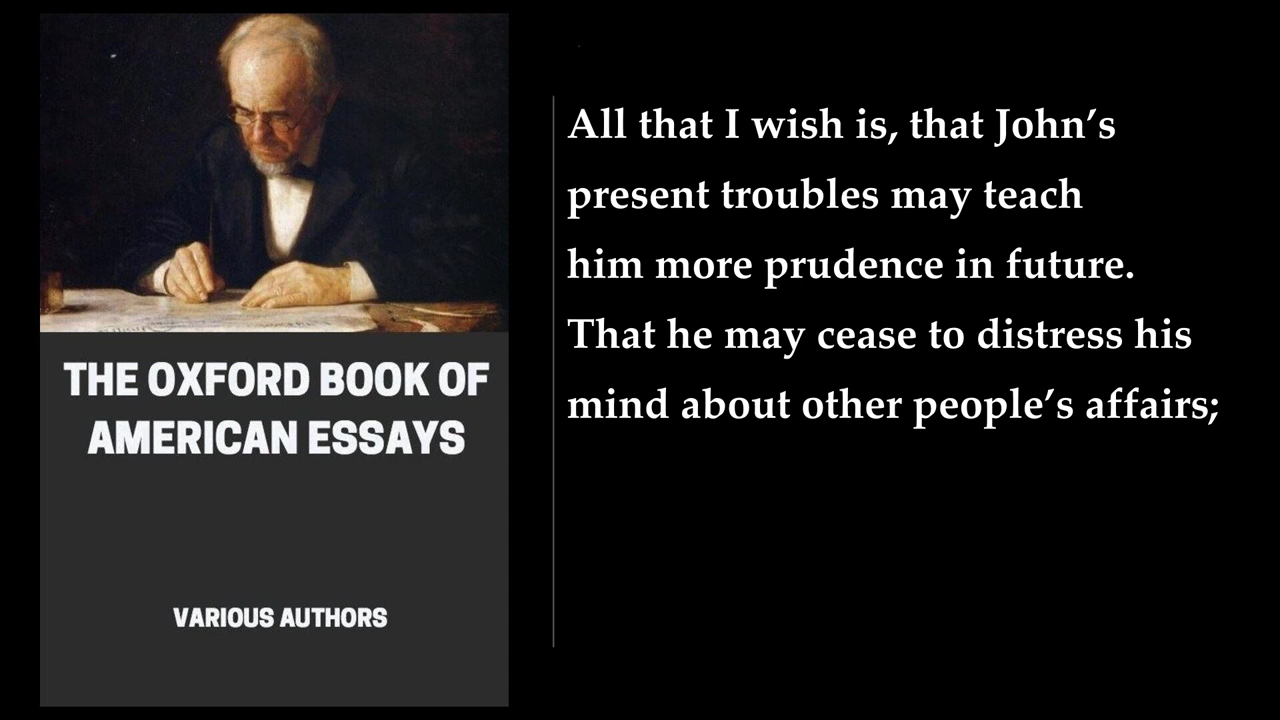 THE OXFORD BOOK OF
AMERICAN ESSAYS
VARIOUS AUTHORS
All that I wish is, that John’s
present troubles may teach
him more prudence in future.
That he may cease to distress his
mind about other people’s affairs;